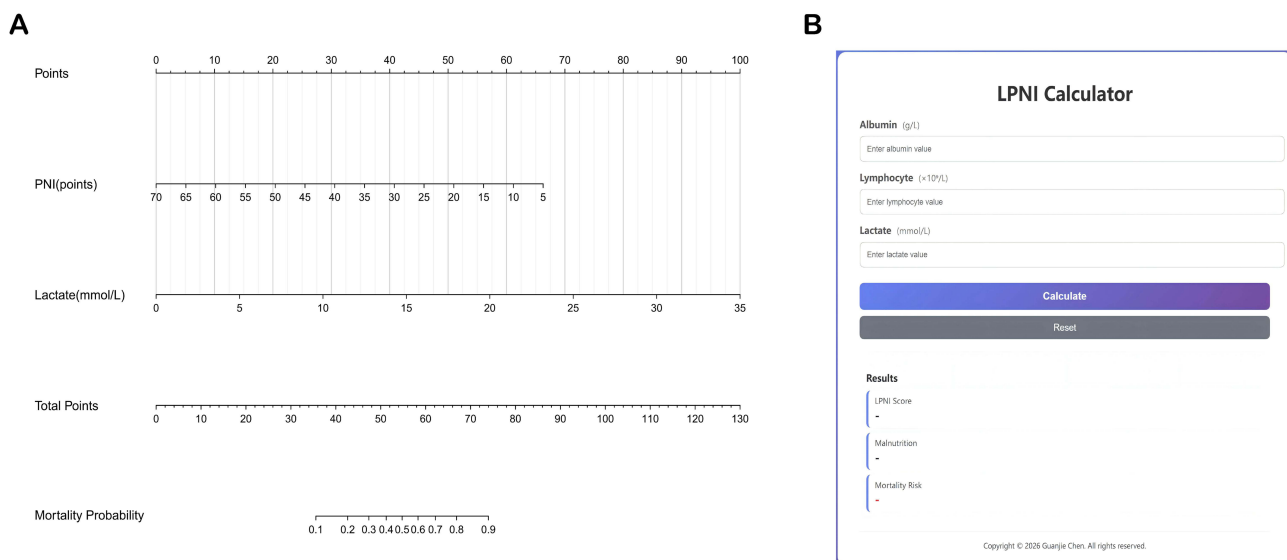 A
Points
0 10 20 30 40 50 60 70 80 90 100
PNI(points)
70 65 60 55 50 45 40 35 30 25 20 15 10 5
Lactate(mmol/L)
0 5 10 15 20 25 30 35
Total Points
0 10 20 30 40 50 60 70 80 90 100 110 120 130
Mortality Probability
0.1 0.2 0.3 0.4 0.5 0.6 0.7 0.8 0.9
B
LPNI Calculator
Albumin (g/L)
Enter albumin value
Lymphocyte (×10⁹/L)
Enter lymphocyte value
Lactate (mmol/L)
Enter lactate value
Calculate
Reset
Results
LPNI Score
-
Malnutrition
-
Mortality Risk
-
Copyright © 2026 Guanjie Chen. All rights reserved.